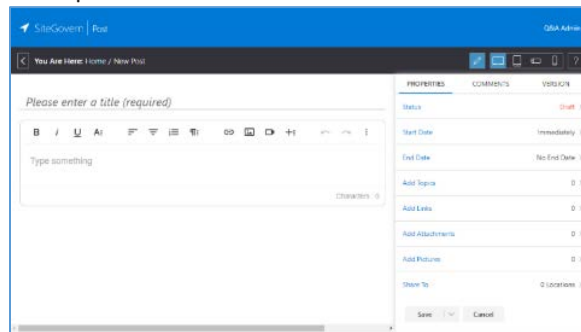 SiteGovern | Post
Q&A Admin
You Are Here: Home / New Post
?
PROPERTIES
COMMENTS
VERSION
Please enter a title (required)
Status
Draft
Start Date
Immediately
B I U
End Date
No End Date
Type something
Add Topics
0
Characters : 0
Add Links
0
Add Attachments
0
Add Pictures
0
Share To
0 Locations
Save
Cancel